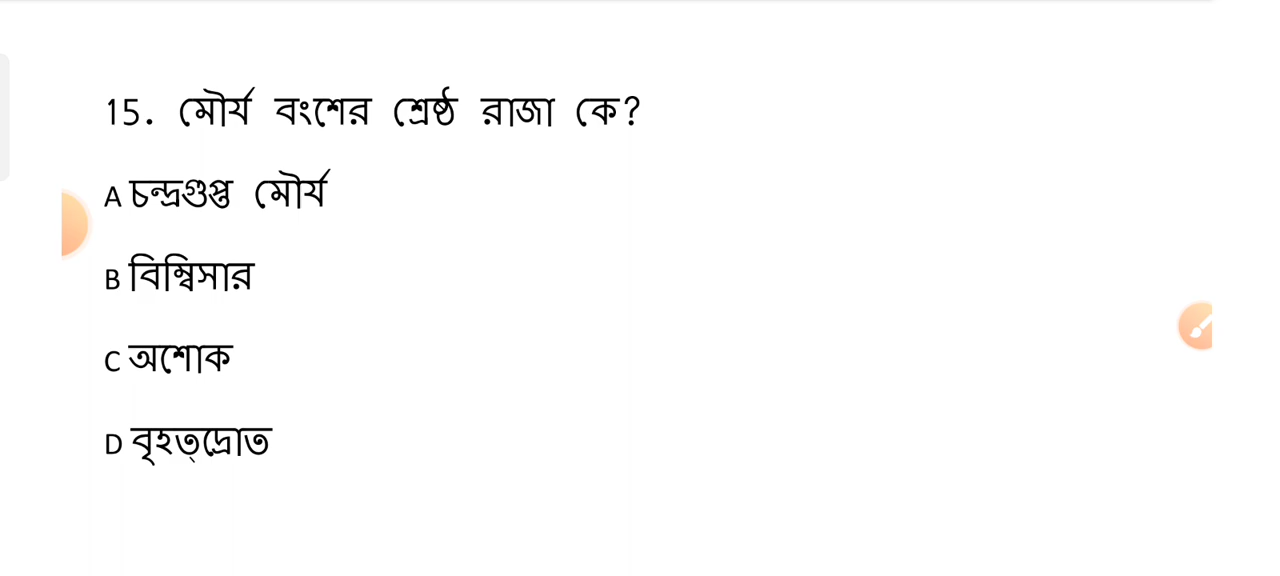 15. মৌর্য বংশের শ্রেষ্ঠ রাজা কে?
A চন্দ্রগুপ্ত মৌর্য
B বিম্বিসার
C অশোক
D বৃহত্দ্রোত